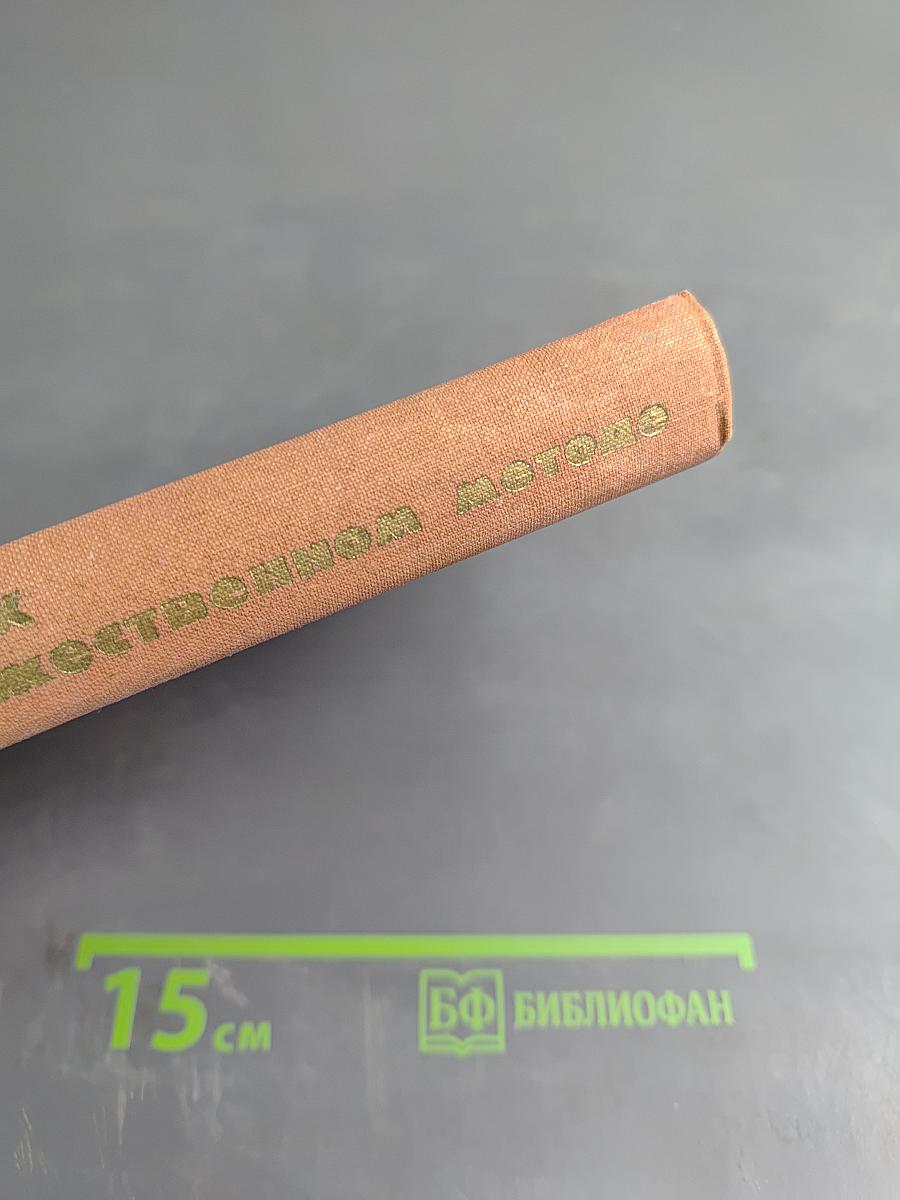 к
жественном методе
15 см
БФ БИБЛИОФАН